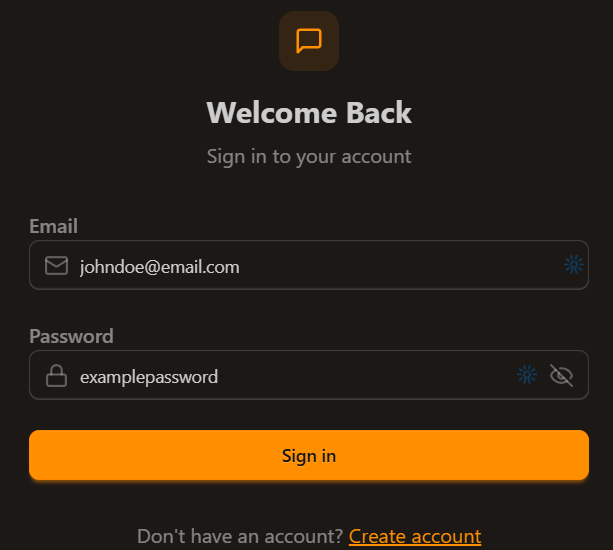 Welcome Back
Sign in to your account
Email
johndoe@email.com
Password
examplepassword
Sign in
Don't have an account? Create account